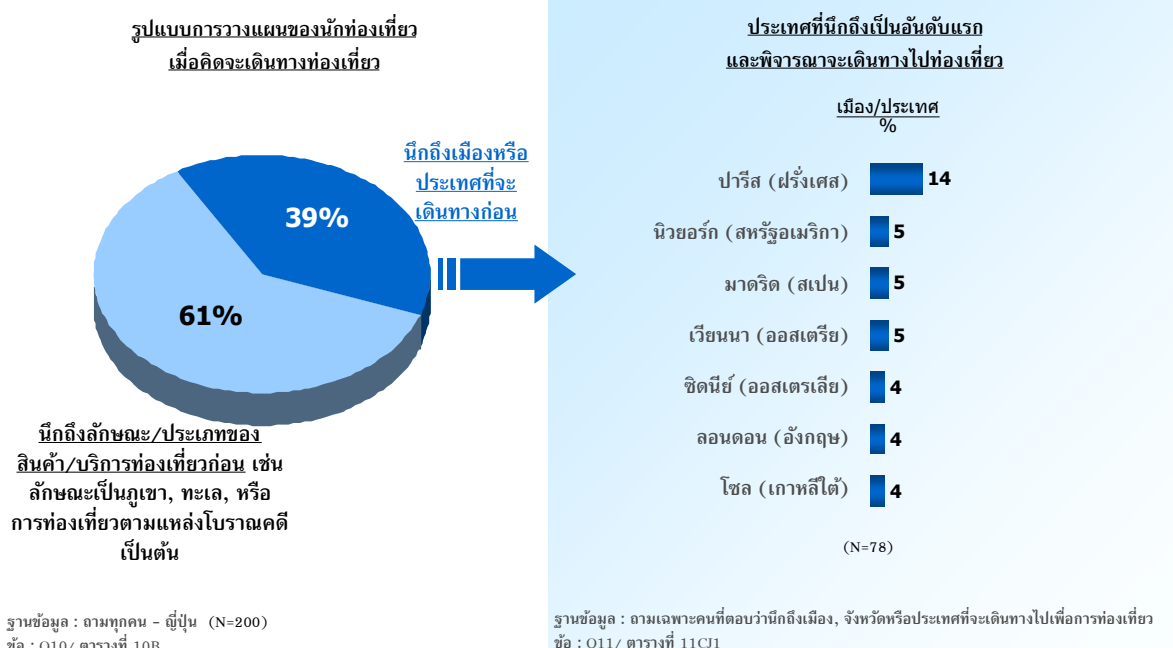 รูปแบบการวางแผนของนักท่องเที่ยว
เมื่อคิดจะเดินทางท่องเที่ยว
39%
61%
นึกถึงเมืองหรือ
ประเทศที่จะ
เดินทางก่อน
นึกถึงลักษณะ/ประเภทของ
สินค้า/บริการท่องเที่ยวก่อน เช่น
ลักษณะเป็นภูเขา, ทะเล, หรือ
การท่องเที่ยวตามแหล่งโบราณคดี
เป็นต้น
ฐานข้อมูล : ถามทุกคน – ญี่ปุ่น (N=200)
ข้อ : Q10/ ตารางที่ 10B
ประเทศที่นึกถึงเป็นอันดับแรก
และพิจารณาจะเดินทางไปท่องเที่ยว
เมือง/ประเทศ
%
ปารีส (ฝรั่งเศส) 14
นิวยอร์ก (สหรัฐอเมริกา) 5
มาดริด (สเปน) 5
เวียนนา (ออสเตรีย) 5
ซิดนีย์ (ออสเตรเลีย) 4
ลอนดอน (อังกฤษ) 4
โซล (เกาหลีใต้) 4
(N=78)
ฐานข้อมูล : ถามเฉพาะคนที่ตอบว่านึกถึงเมือง, จังหวัดหรือประเทศที่จะเดินทางไปเพื่อการท่องเที่ยว
ข้อ : Q11/ ตารางที่ 11CJ1